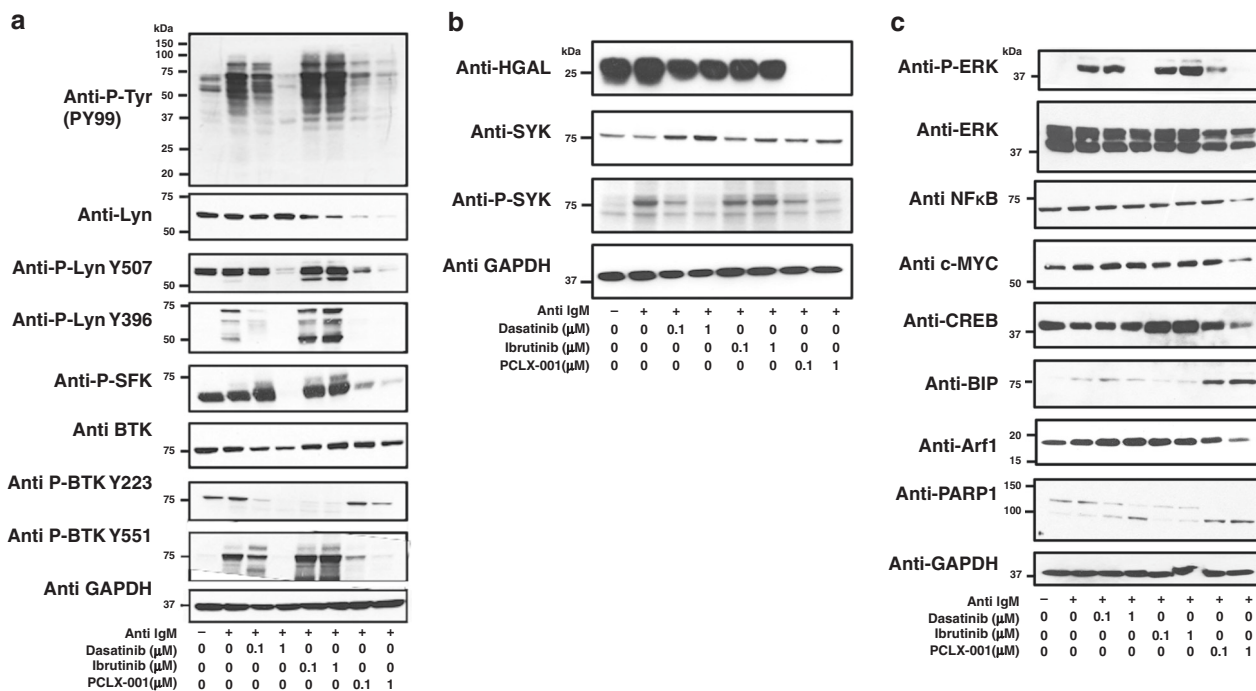 a
kDa
150
100
75
50
37
25
20
Anti-P-Tyr
(PY99)
75
50
Anti-Lyn
Anti-P-Lyn Y507
50
Anti-P-Lyn Y396
75
50
Anti-P-SFK
75
Anti BTK
75
Anti P-BTK Y223
75
Anti P-BTK Y551
75
Anti GAPDH
37
Anti IgM – + + + + + + +
Dasatinib (μM) 0 0 0.1 1 0 0 0 0
Ibrutinib (μM) 0 0 0 0 0.1 1 0 0
PCLX-001(μM) 0 0 0 0 0 0 0.1 1
b
kDa
Anti-HGAL
25
Anti-SYK
75
Anti-P-SYK
75
Anti GAPDH
37
Anti IgM – + + + + + + +
Dasatinib (μM) 0 0 0.1 1 0 0 0 0
Ibrutinib (μM) 0 0 0 0 0.1 1 0 0
PCLX-001(μM) 0 0 0 0 0 0 0.1 1
c
kDa
Anti-P-ERK
37
Anti-ERK
37
Anti NFκB
75
Anti c-MYC
50
Anti-CREB
37
Anti-BIP
75
Anti-Arf1
20
15
Anti-PARP1
150
100
Anti-GAPDH
37
Anti IgM – + + + + + + +
Dasatinib (μM) 0 0 0.1 1 0 0 0 0
Ibrutinib (μM) 0 0 0 0 0.1 1 0 0
PCLX-001 (μM) 0 0 0 0 0 0 0.1 1